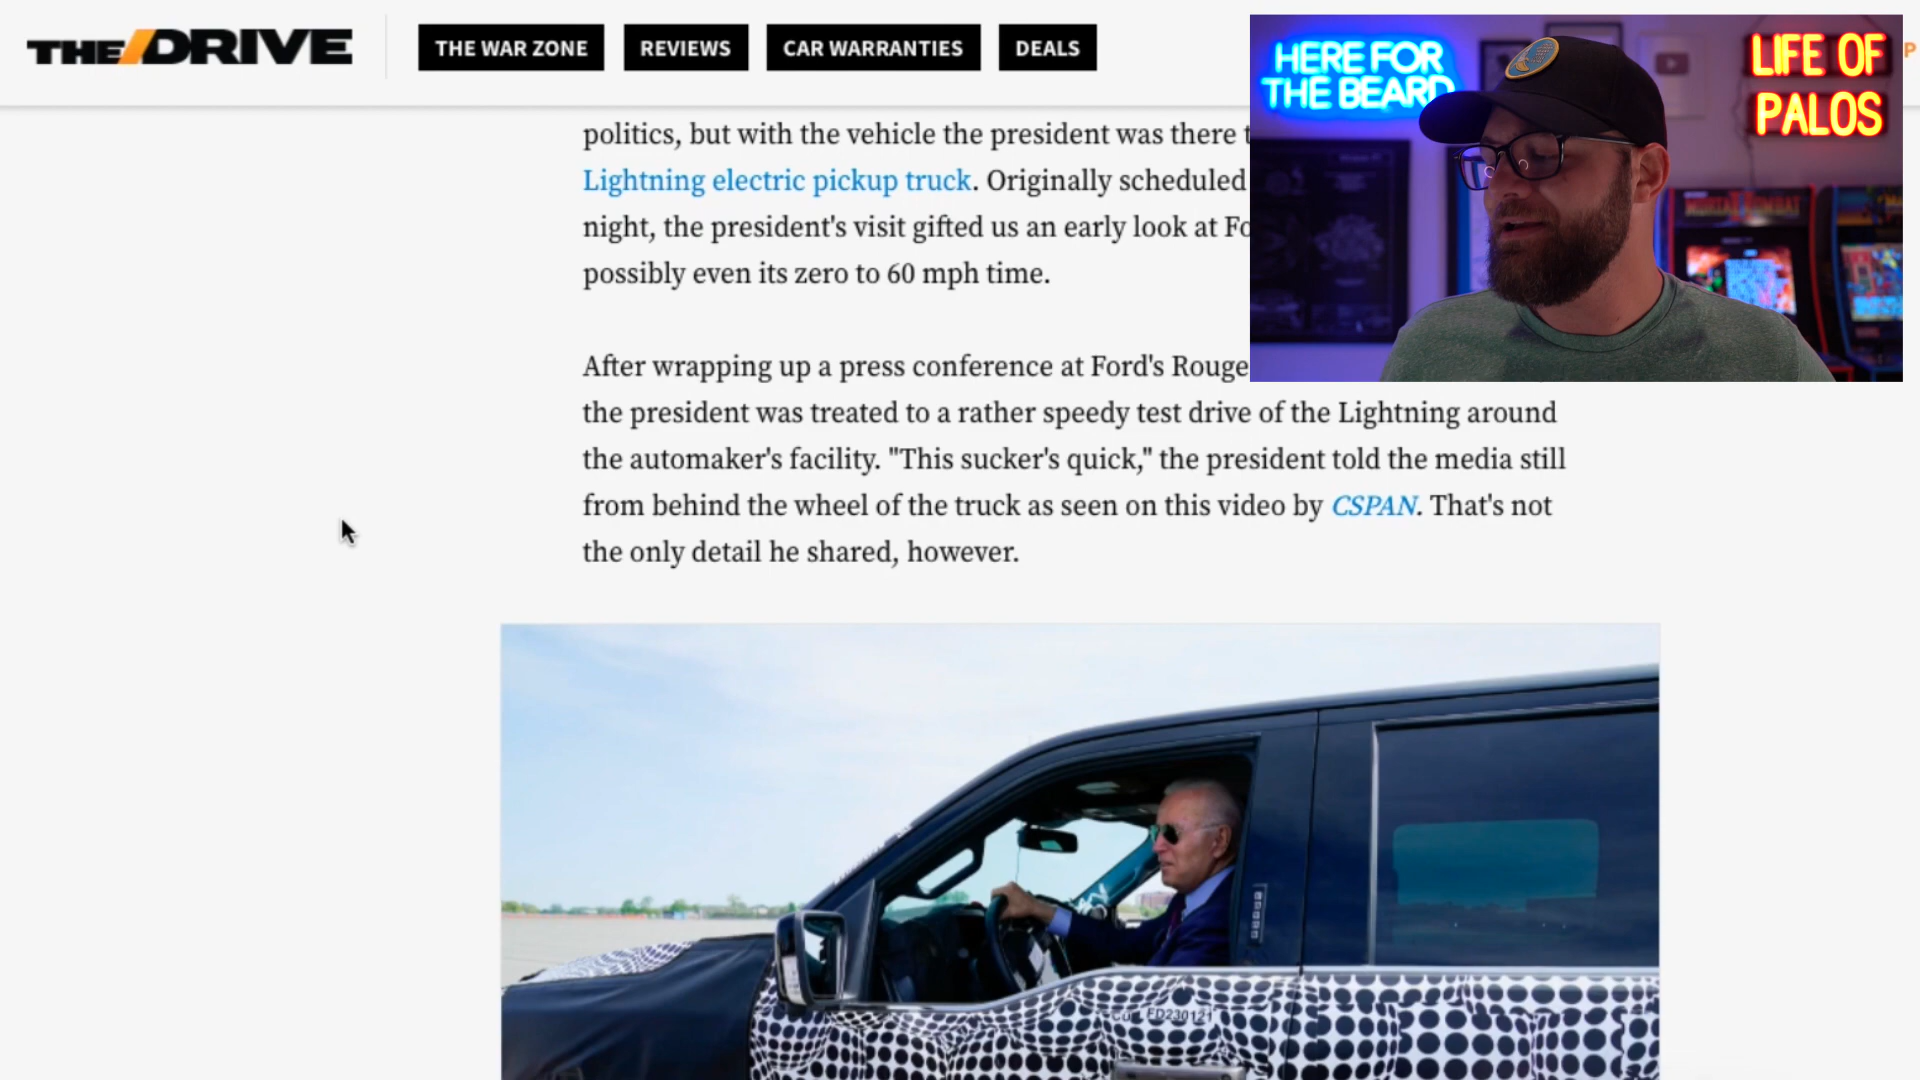 THE DRIVE
THE WAR ZONE
REVIEWS
CAR WARRANTIES
DEALS
P
HERE FOR
THE BEARD
LIFE OF
PALOS
politics, but with the vehicle the president was there
Lightning electric pickup truck. Originally scheduled
night, the president's visit gifted us an early look at
possibly even its zero to 60 mph time.
After wrapping up a press conference at Ford's Rouge
the president was treated to a rather speedy test drive of the Lightning around
the automaker's facility. "This sucker's quick," the president told the media still
from behind the wheel of the truck as seen on this video by CSPAN. That's not
the only detail he shared, however.